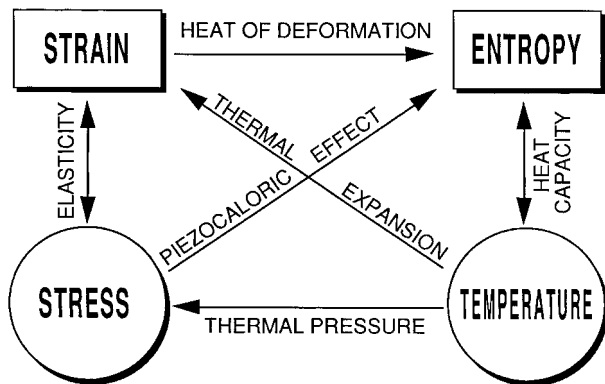 HEAT OF DEFORMATION
STRAIN
ENTROPY
THERMAL
EFFECT
ELASTICITY
HEAT
CAPACITY
PIEZOCALORIC
EXPANSION
STRESS
TEMPERATURE
THERMAL PRESSURE